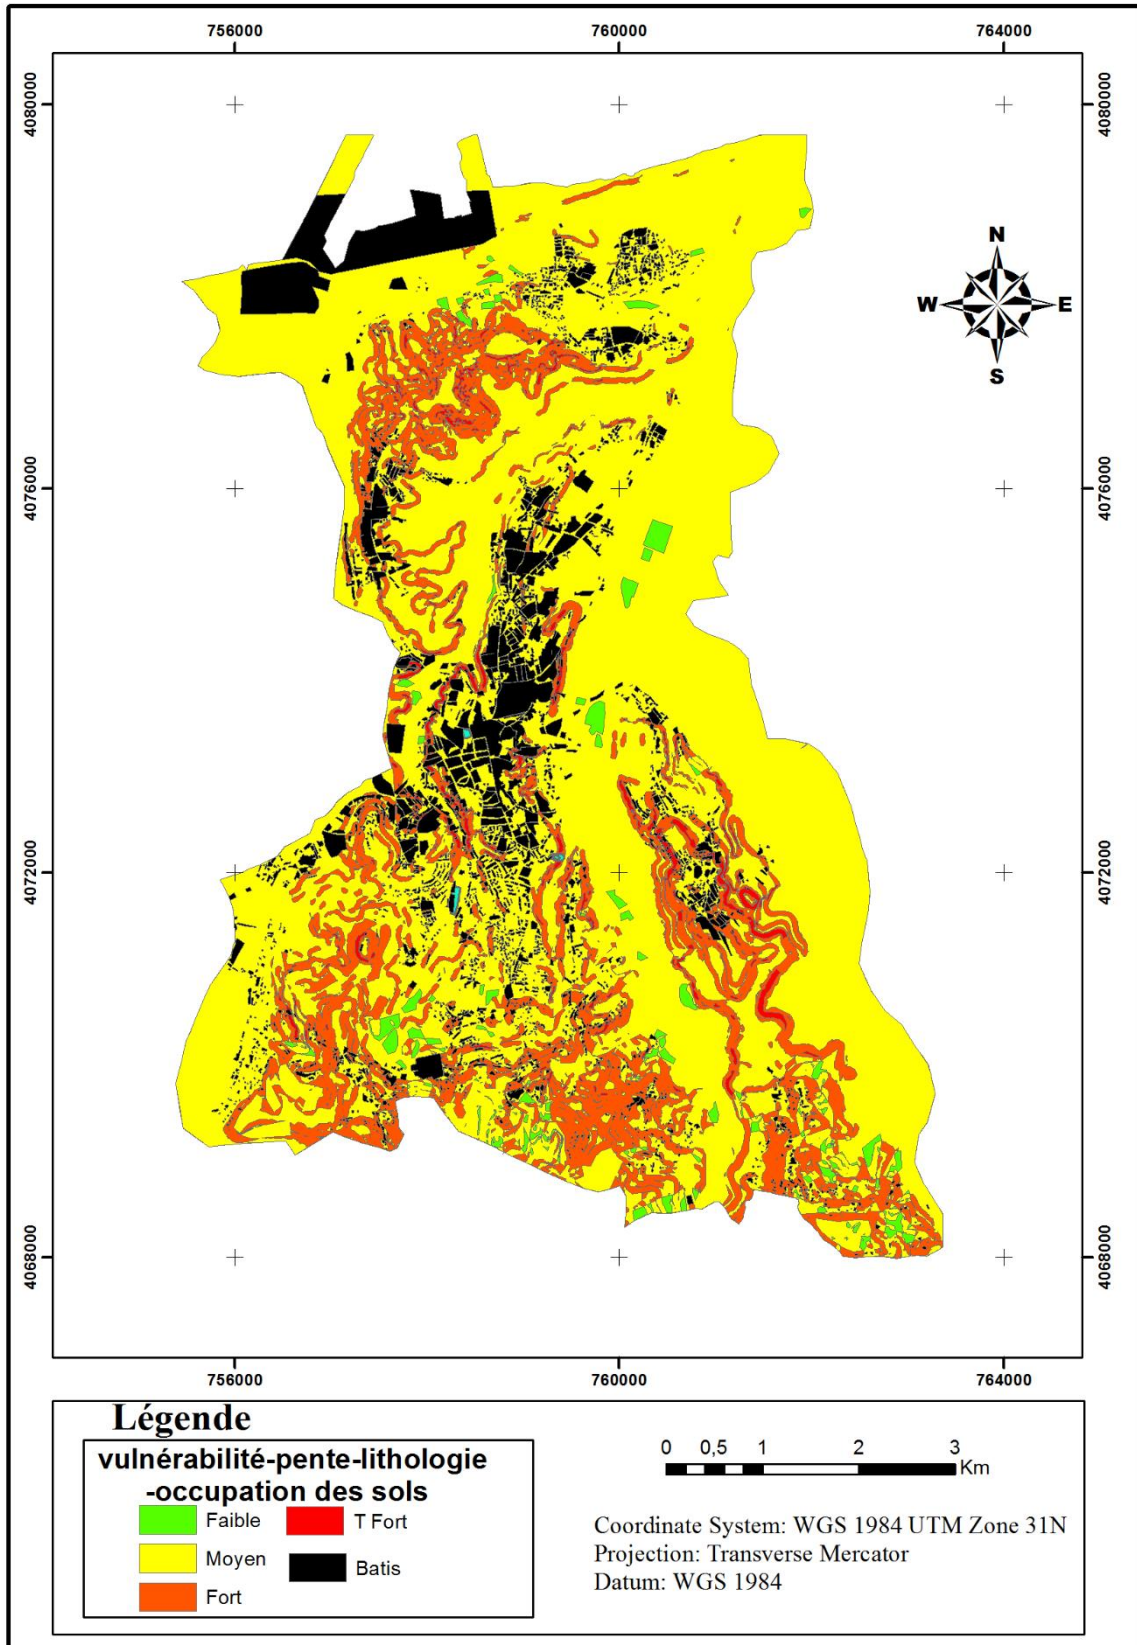 756000 760000 764000
4080000 4080000
N
W E
S
4076000 4076000
4072000 4072000
4068000 4068000
756000 760000 764000
Légende
vulnérabilité-pente-lithologie
-occupation des sols
Faible T Fort
Moyen Batis
Fort
0 0,5 1 2 3
Km
Coordinate System: WGS 1984 UTM Zone 31N
Projection: Transverse Mercator
Datum: WGS 1984